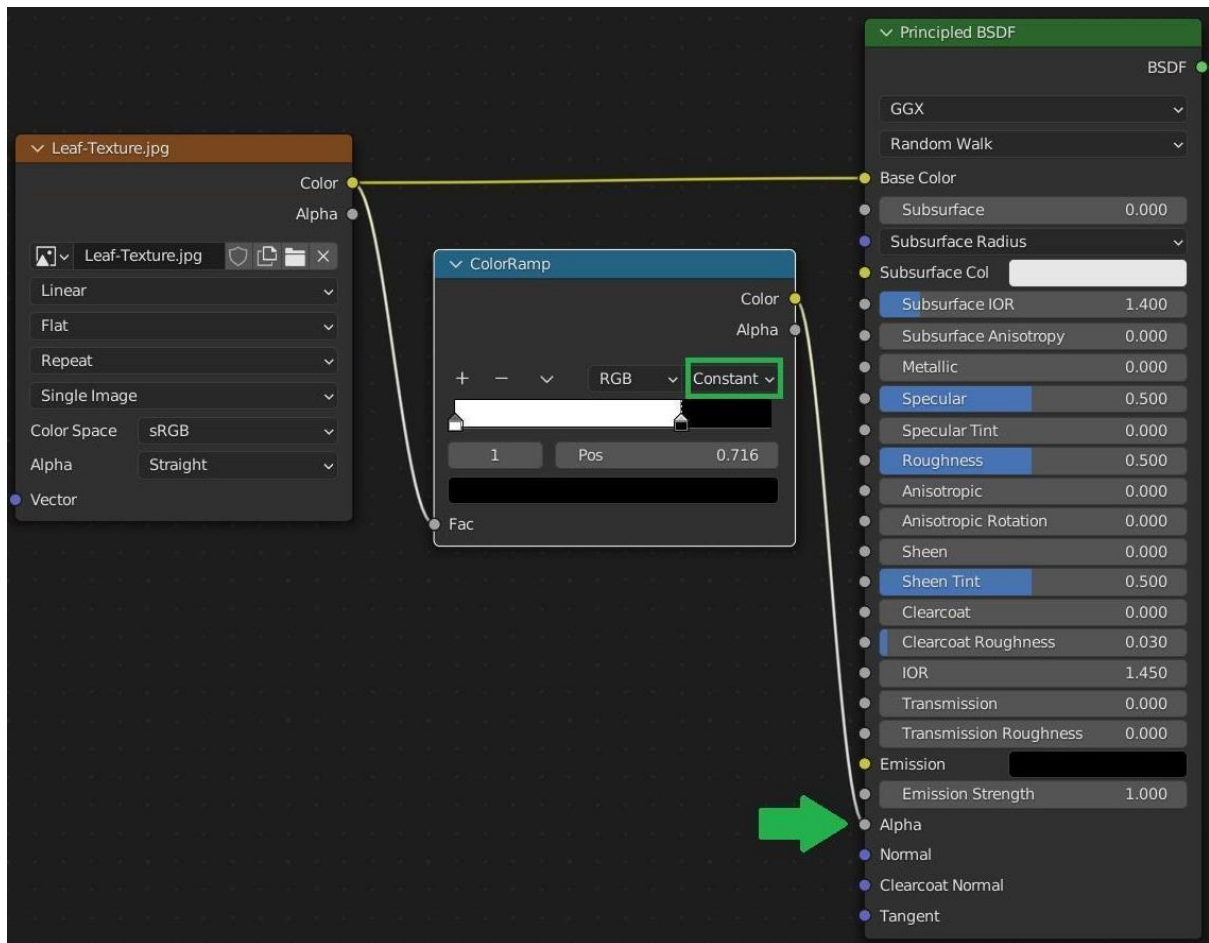 Leaf-Texture.jpg
Color
Alpha
Leaf-Texture.jpg
Linear
Flat
Repeat
Single Image
Color Space sRGB
Alpha Straight
Vector
ColorRamp
Color
Alpha
RGB Constant
1 Pos 0.716
Fac
Principled BSDF
BSDF
GGX
Random Walk
Base Color
Subsurface 0.000
Subsurface Radius
Subsurface Col
Subsurface IOR 1.400
Subsurface Anisotropy 0.000
Metallic 0.000
Specular 0.500
Specular Tint 0.000
Roughness 0.500
Anisotropic 0.000
Anisotropic Rotation 0.000
Sheen 0.000
Sheen Tint 0.500
Clearcoat 0.000
Clearcoat Roughness 0.030
IOR 1.450
Transmission 0.000
Transmission Roughness 0.000
Emission
Emission Strength 1.000
Alpha
Normal
Clearcoat Normal
Tangent